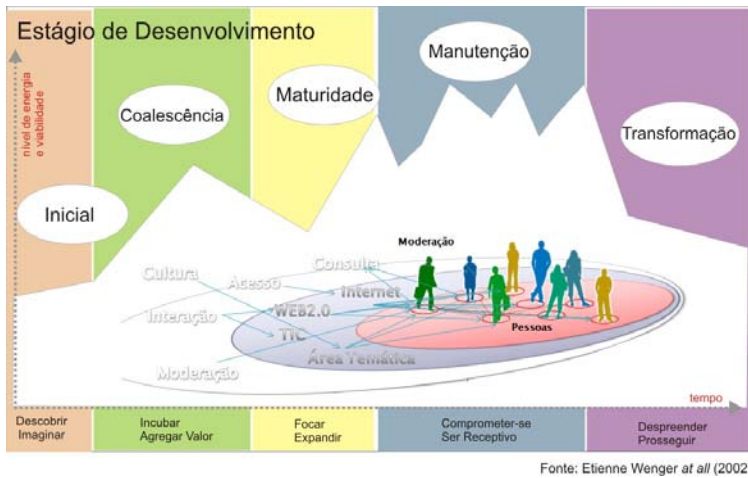 Estágio de Desenvolvimento
nível de energia
e viabilidade
Inicial
Coalescência
Maturidade
Manutenção
Transformação
Moderação
Consulta
Cultura
Acesso
Internet
Interação
WEB2.0
TIC
Pessoas
Área Temática
Moderação
tempo
Descobrir
Imaginar
Incubar
Agregar Valor
Focar
Expandir
Comprometer-se
Ser Receptivo
Despreender
Prosseguir
Fonte: Etienne Wenger at all (2002